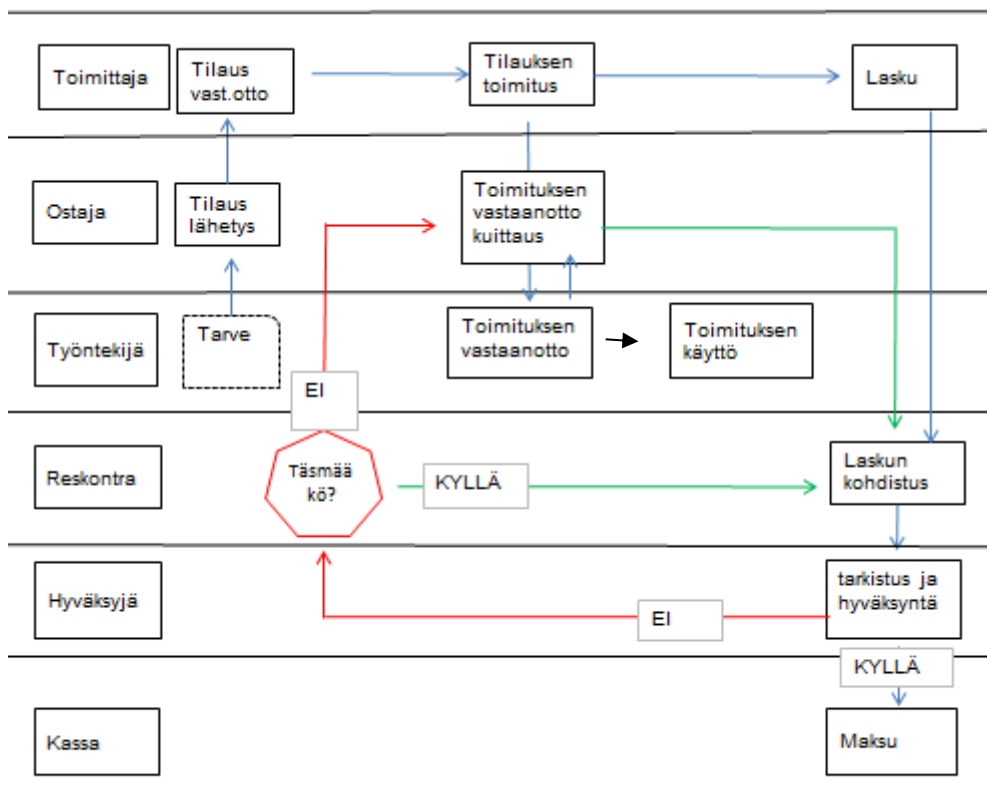 Toimittaja
Tilaus
vast.otto
Tilauksen
toimitus
Lasku
Ostaja
Tilaus
lähetys
Toimituksen
vastaanotto
kuittaus
Työntekijä
Tarve
Toimituksen
vastaanotto
Toimituksen
käyttö
EI
Reskontra
Täsmää
kö?
KYLLÄ
Laskun
kohdistus
Hyväksyjä
EI
tarkistus ja
hyväksyntä
KYLLÄ
Kassa
Maksu